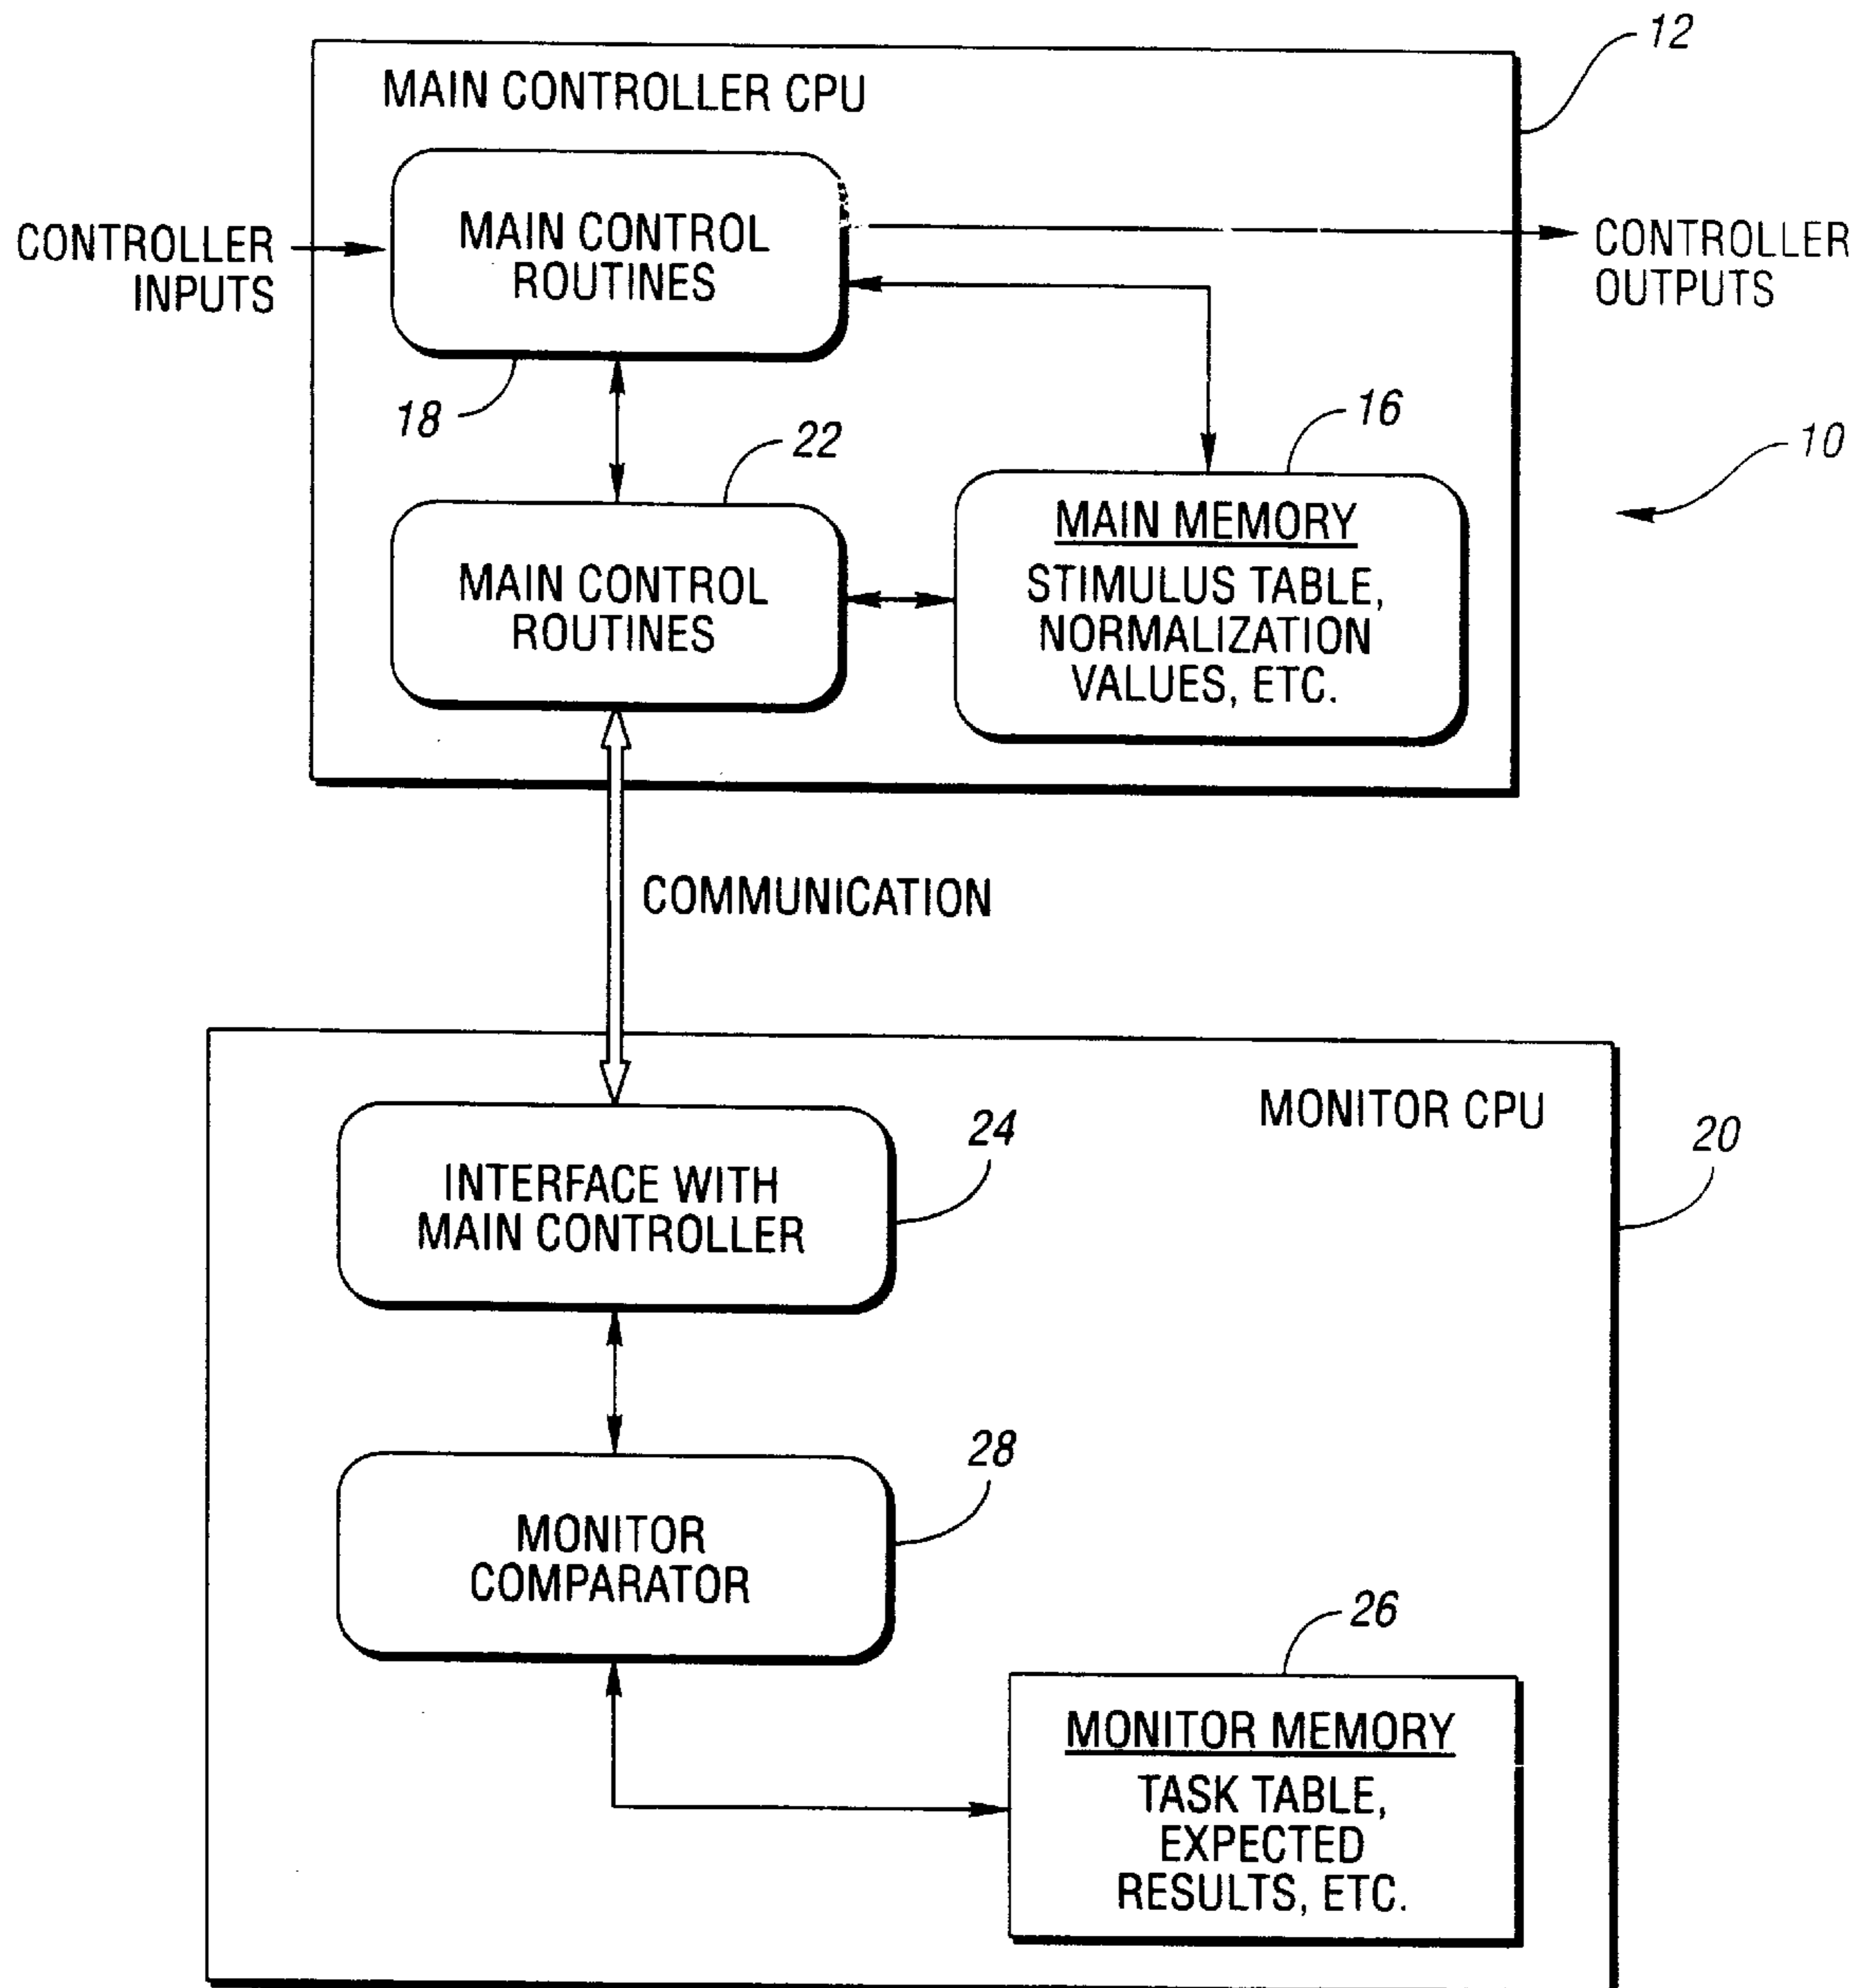 12
MAIN CONTROLLER CPU
CONTROLLER
INPUTS
MAIN CONTROL
ROUTINES
CONTROLLER
OUTPUTS
18
22
16
10
MAIN CONTROL
ROUTINES
MAIN MEMORY
STIMULUS TABLE,
NORMALIZATION
VALUES, ETC.
COMMUNICATION
MONITOR CPU
24
20
INTERFACE WITH
MAIN CONTROLLER
28
MONITOR
COMPARATOR
26
MONITOR MEMORY
TASK TABLE,
EXPECTED
RESULTS, ETC.